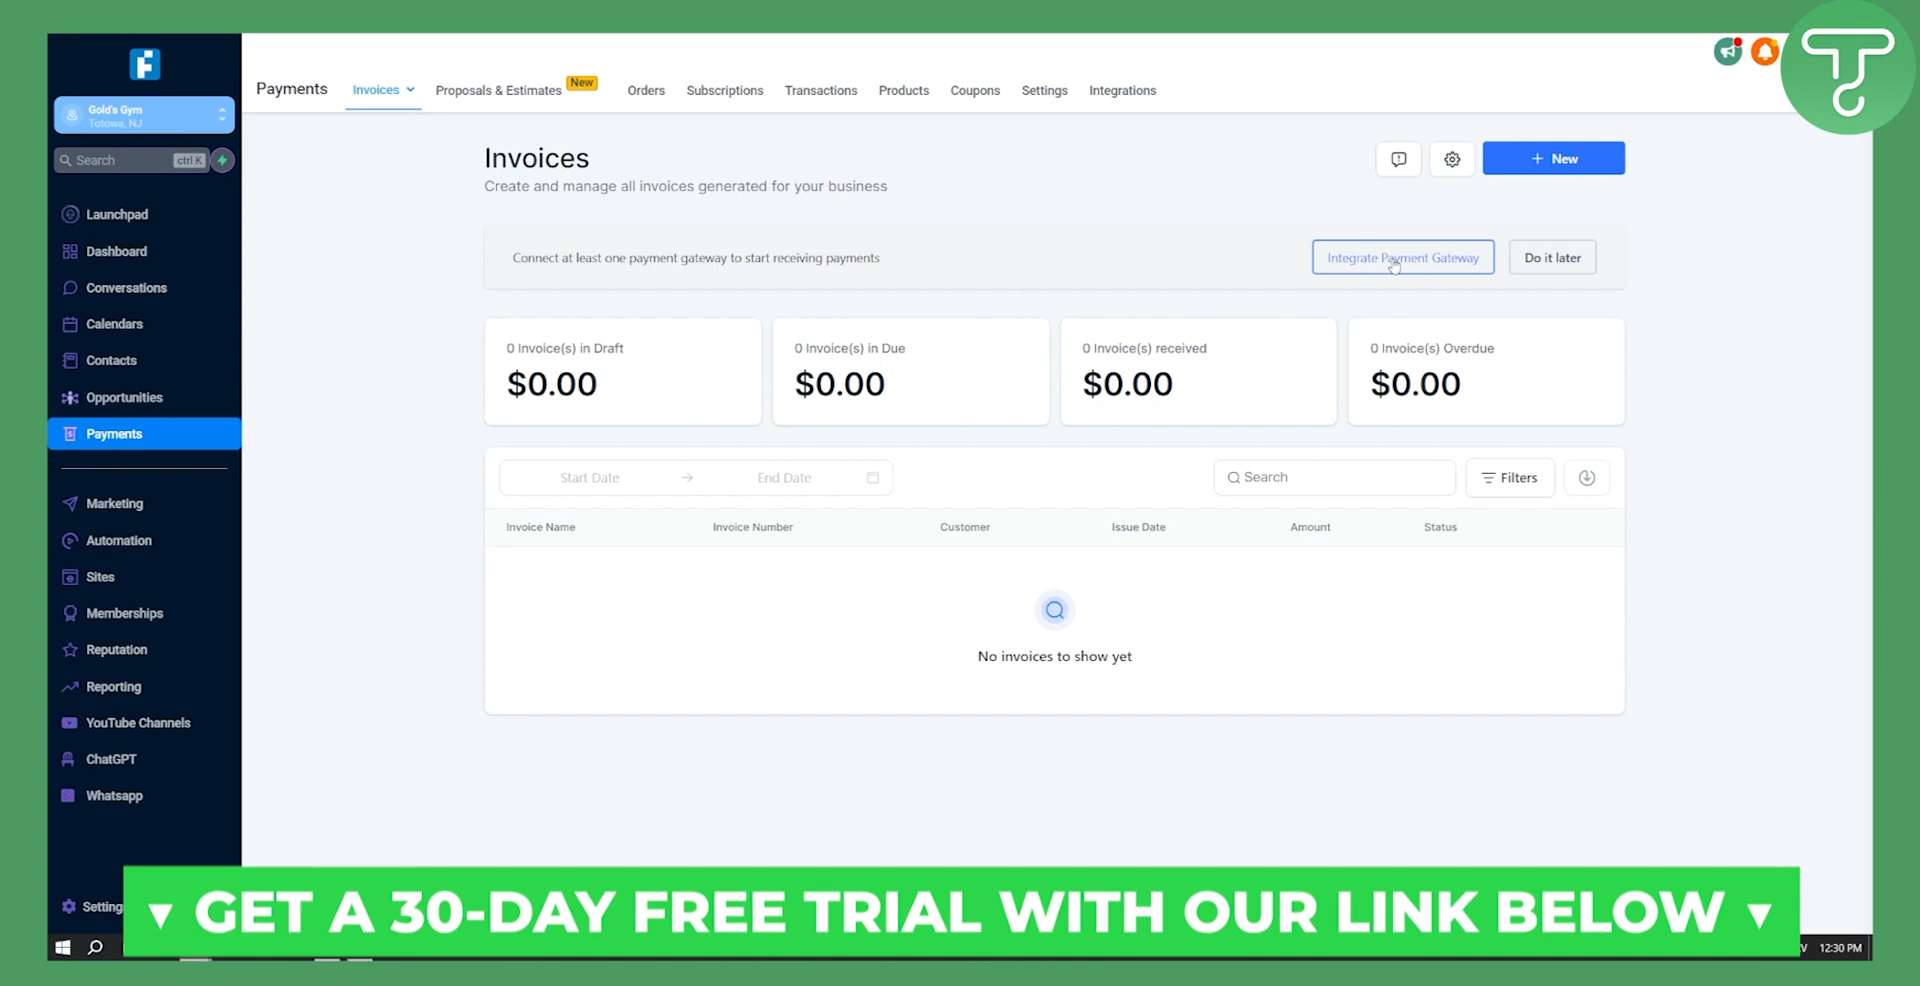 Payments
Invoices
Proposals & Estimates
New
Orders
Subscriptions
Transactions
Products
Coupons
Settings
Integrations
Gold's Gym
Totowa, NJ
Search
ctrl K
Launchpad
Dashboard
Conversations
Calendars
Contacts
Opportunities
Payments
Marketing
Automation
Sites
Memberships
Reputation
Reporting
YouTube Channels
ChatGPT
Whatsapp
Invoices
Create and manage all invoices generated for your business
+ New
Connect at least one payment gateway to start receiving payments
Integrate Payment Gateway
Do it later
0 Invoice(s) in Draft
$0.00
0 Invoice(s) in Due
$0.00
0 Invoice(s) received
$0.00
0 Invoice(s) Overdue
$0.00
Start Date
End Date
Search
Filters
Invoice Name
Invoice Number
Customer
Issue Date
Amount
Status
No invoices to show yet
Setting
GET A 30-DAY FREE TRIAL WITH OUR LINK BELOW
12:30 PM